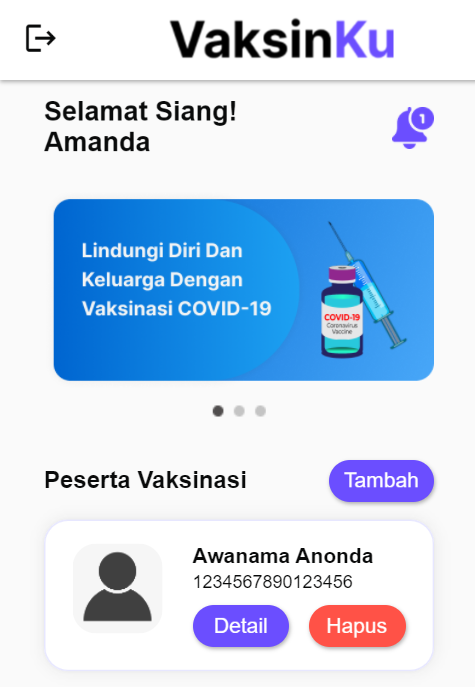 VaksinKu
Selamat Siang!
Amanda
1
Lindungi Diri Dan
Keluarga Dengan
Vaksinasi COVID-19
COVID-19
Coronavirus
Vaccine
Peserta Vaksinasi
Tambah
Awanama Anonda
1234567890123456
Detail
Hapus